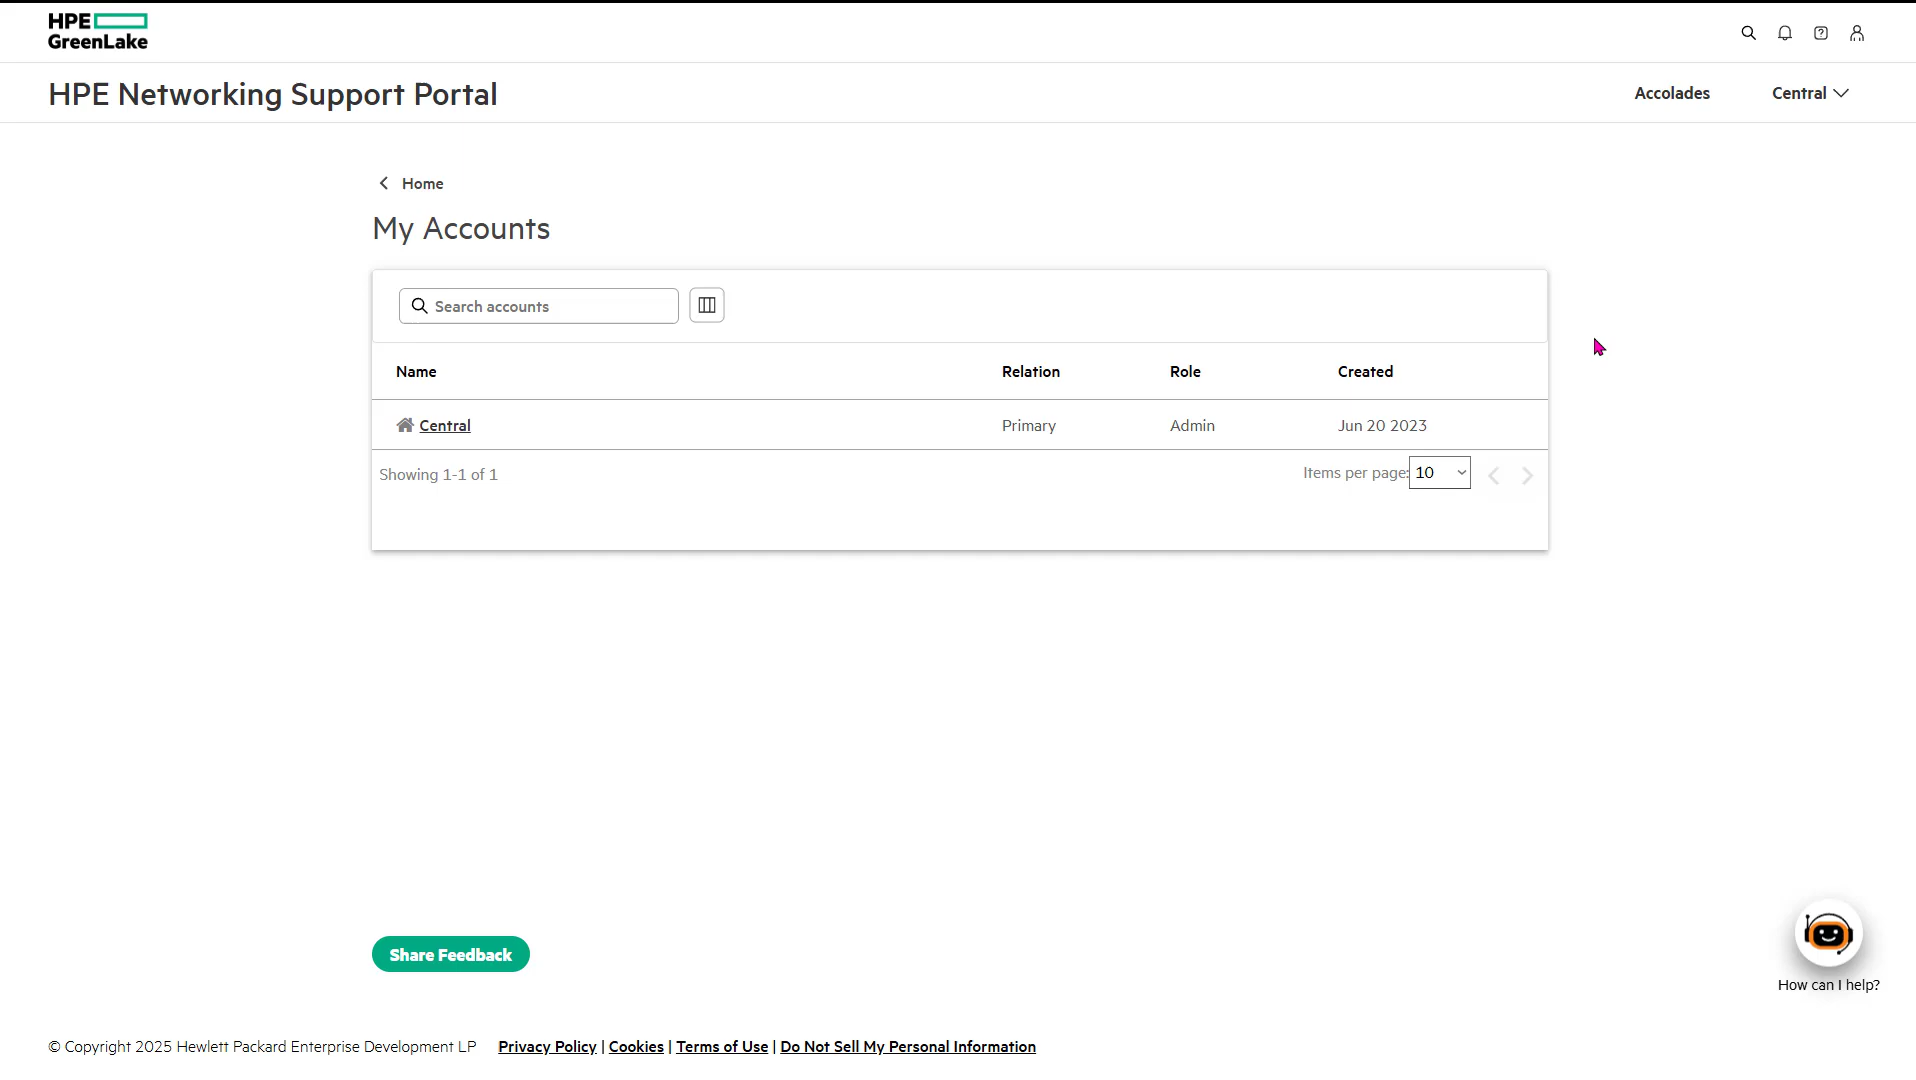 HPE
GreenLake
HPE Networking Support Portal
Accolades
Central
Home
My Accounts
Search accounts
Name Relation Role Created
Central Primary Admin Jun 20 2023
Showing 1-1 of 1
Items per page: 10
Share Feedback
How can I help?
© Copyright 2025 Hewlett Packard Enterprise Development LP Privacy Policy | Cookies | Terms of Use | Do Not Sell My Personal Information